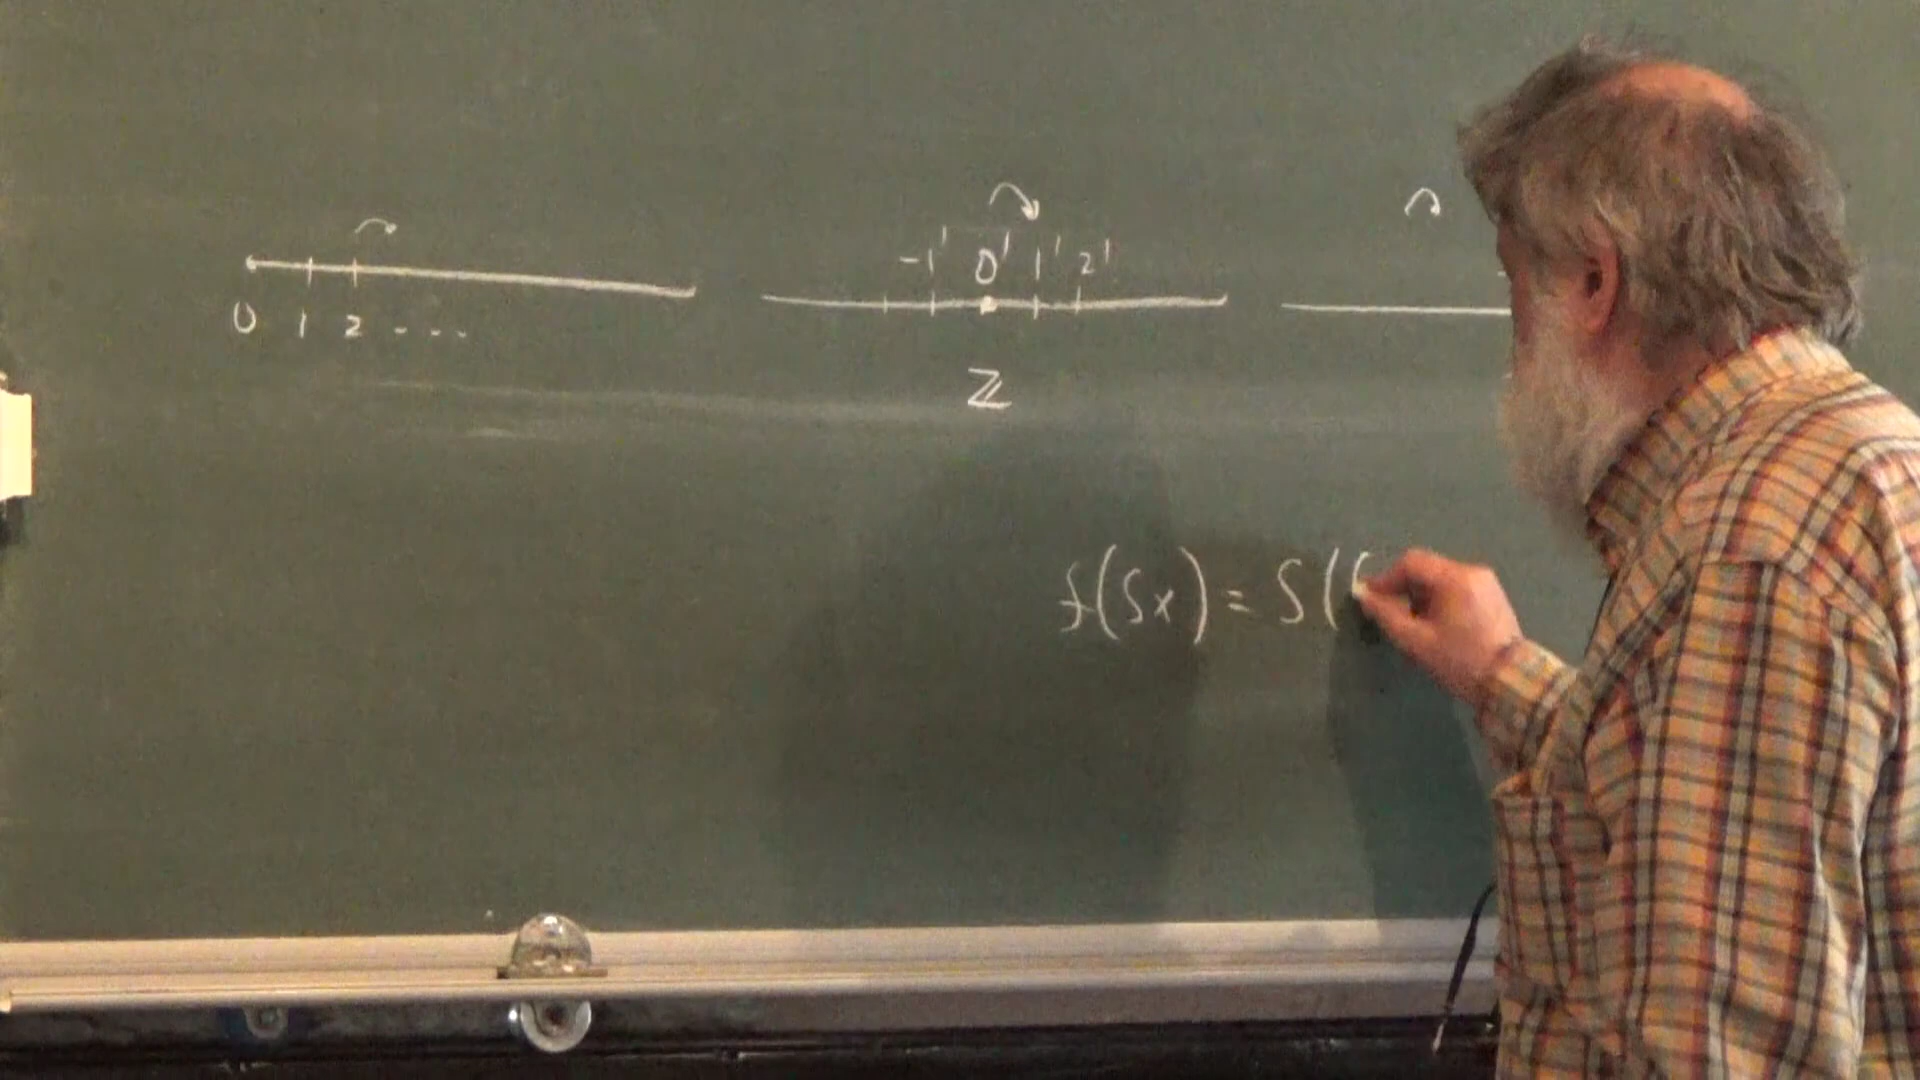 -1' 0' 1' 2'
0 1 2 - - -
ℤ
f(Sx) = S(f